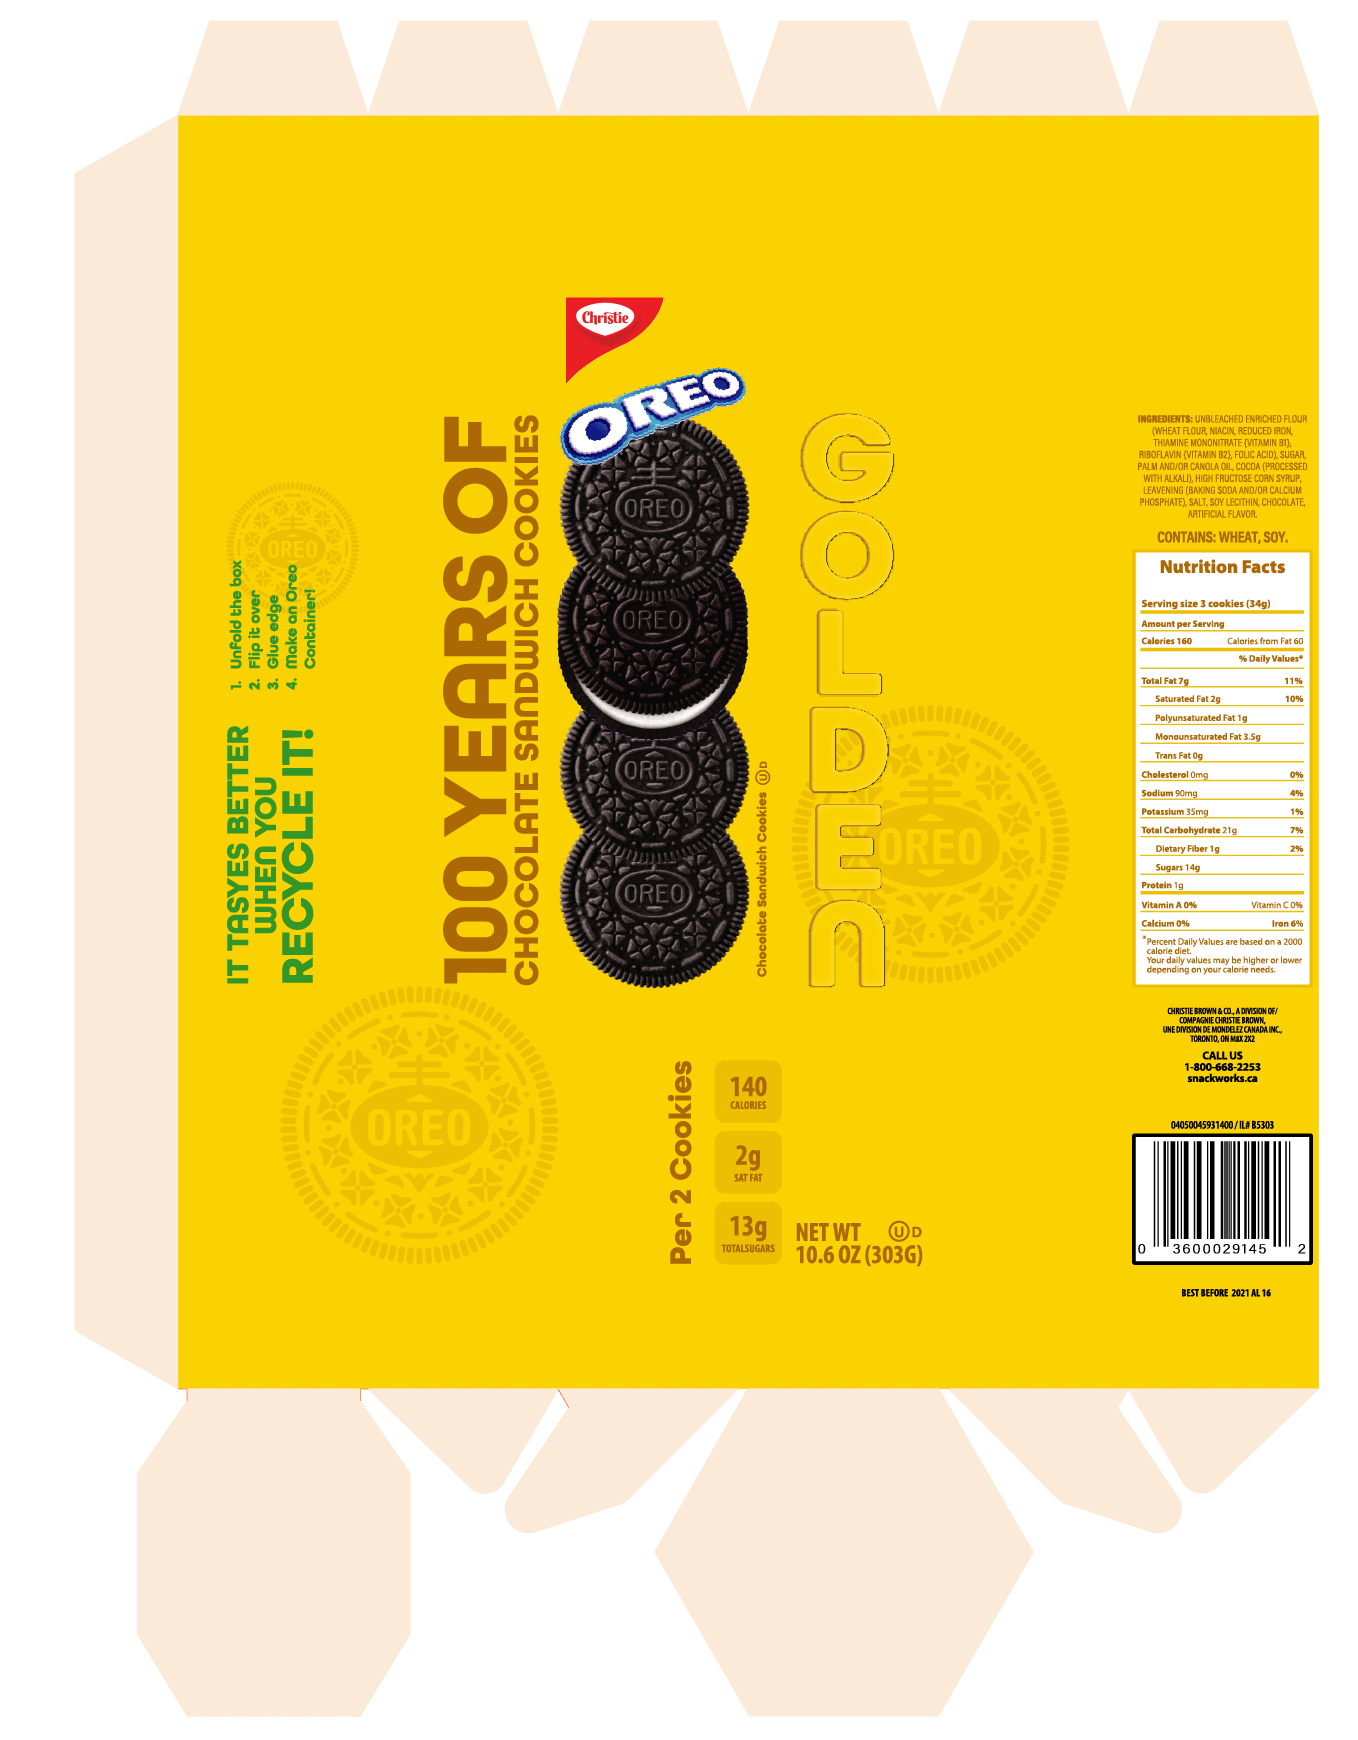 IT TASYES BETTER
WHEN YOU
RECYCLE IT!
1. Unfold the box
2. Flip it over
3. Glue edge
4. Make an Oreo
Container!
OREO
OREO
100 YEARS OF
CHOCOLATE SANDWICH COOKIES
Christie
OREO
OREO
OREO
OREO
OREO
Chocolate Sandwich Cookies U D
GOLDEN
OREO
Per 2 Cookies
140
CALORIES
2g
SAT FAT
13g
TOTALSUGARS
NET WT U D
10.6 OZ (303G)
INGREDIENTS: UNBLEACHED ENRICHED FLOUR
(WHEAT FLOUR, NIACIN, REDUCED IRON,
THIAMINE MONONITRATE {VITAMIN B1},
RIBOFLAVIN {VITAMIN B2}, FOLIC ACID), SUGAR,
PALM AND/OR CANOLA OIL, COCOA (PROCESSED
WITH ALKALI), HIGH FRUCTOSE CORN SYRUP,
LEAVENING (BAKING SODA AND/OR CALCIUM
PHOSPHATE), SALT, SOY LECITHIN, CHOCOLATE,
ARTIFICIAL FLAVOR.
CONTAINS: WHEAT, SOY.
Nutrition Facts
Serving size 3 cookies (34g)
Amount per Serving
Calories 160 Calories from Fat 60
% Daily Values*
Total Fat 7g 11%
Saturated Fat 2g 10%
Polyunsaturated Fat 1g
Monounsaturated Fat 3.5g
Trans Fat 0g
Cholesterol 0mg 0%
Sodium 90mg 4%
Potassium 35mg 1%
Total Carbohydrate 21g 7%
Dietary Fiber 1g 2%
Sugars 14g
Protein 1g
Vitamin A 0% Vitamin C 0%
Calcium 0% Iron 6%
*Percent Daily Values are based on a 2000
calorie diet.
Your daily values may be higher or lower
depending on your calorie needs.
CHRISTIE BROWN & CO., A DIVISION OF/
COMPAGNIE CHRISTIE BROWN,
UNE DIVISION DE MONDELEZ CANADA INC.,
TORONTO, ON M8X 2X2
CALL US
1-800-668-2253
snackworks.ca
04050045931400 / IL# B5303
0 3600029145 2
BEST BEFORE 2021 AL 16